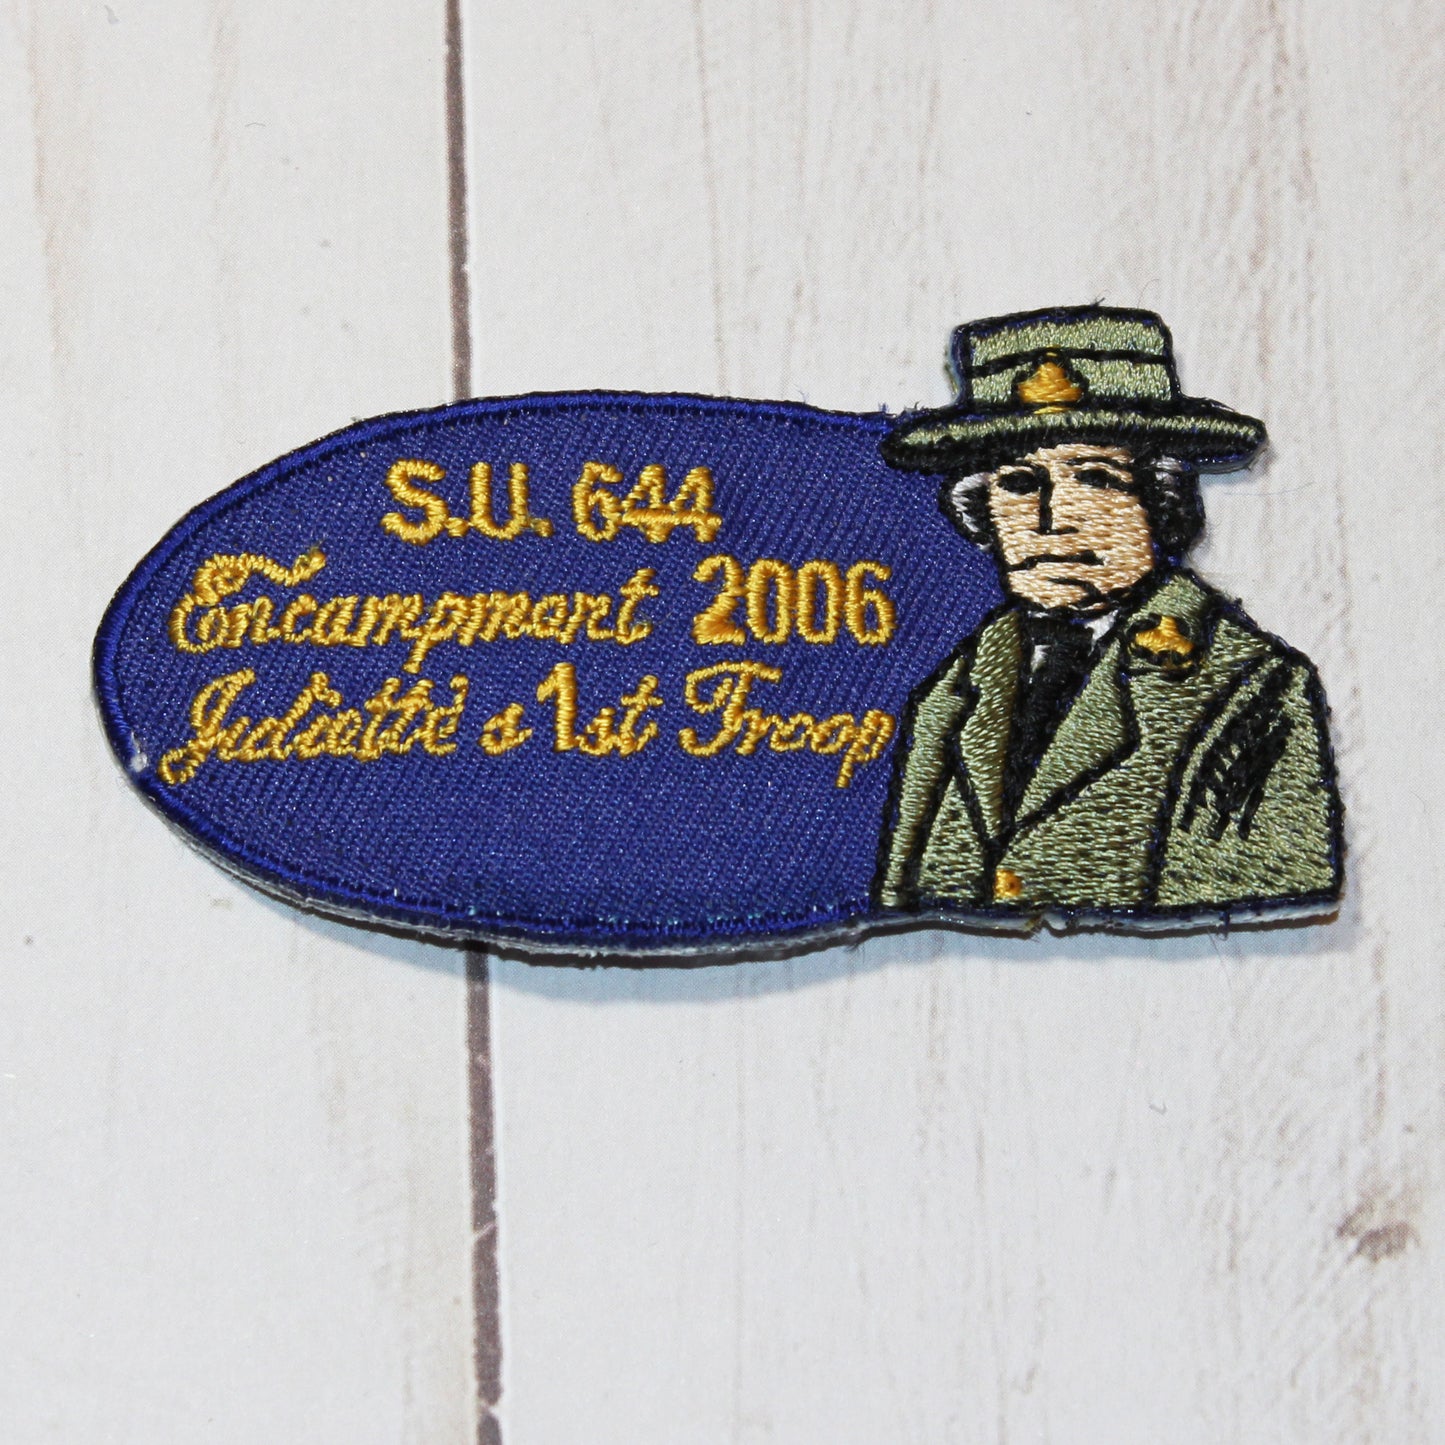 S.U. 644
Encampment 2006
Juliette's 1st Troop